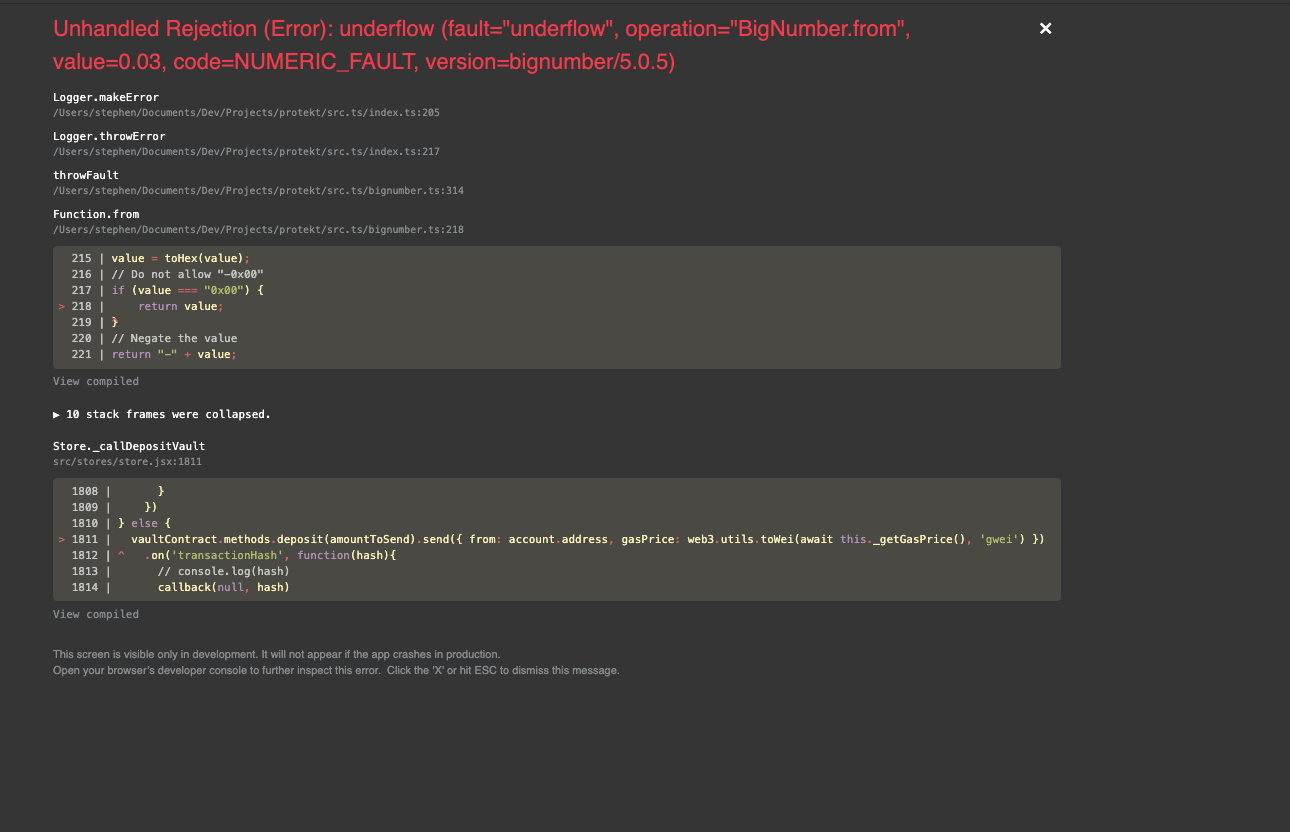 Unhandled Rejection (Error): underflow (fault="underflow", operation="BigNumber.from",
value=0.03, code=NUMERIC_FAULT, version=bignumber/5.0.5)
×
Logger.makeError
/Users/stephen/Documents/Dev/Projects/protekt/src.ts/index.ts:205
Logger.throwError
/Users/stephen/Documents/Dev/Projects/protekt/src.ts/index.ts:217
throwFault
/Users/stephen/Documents/Dev/Projects/protekt/src.ts/bignumber.ts:314
Function.from
/Users/stephen/Documents/Dev/Projects/protekt/src.ts/bignumber.ts:218
215 | value = toHex(value);
216 | // Do not allow "-0x00"
217 | if (value === "0x00") {
> 218 |     return value;
219 | }
220 | // Negate the value
221 | return "-" + value;
View compiled
▶ 10 stack frames were collapsed.
Store._callDepositVault
src/stores/store.jsx:1811
1808 |       }
1809 |     })
1810 | } else {
> 1811 |   vaultContract.methods.deposit(amountToSend).send({ from: account.address, gasPrice: web3.utils.toWei(await this._getGasPrice(), 'gwei') })
1812 | ^   .on('transactionHash', function(hash){
1813 |       // console.log(hash)
1814 |       callback(null, hash)
View compiled
This screen is visible only in development. It will not appear if the app crashes in production.
Open your browser's developer console to further inspect this error.  Click the 'X' or hit ESC to dismiss this message.